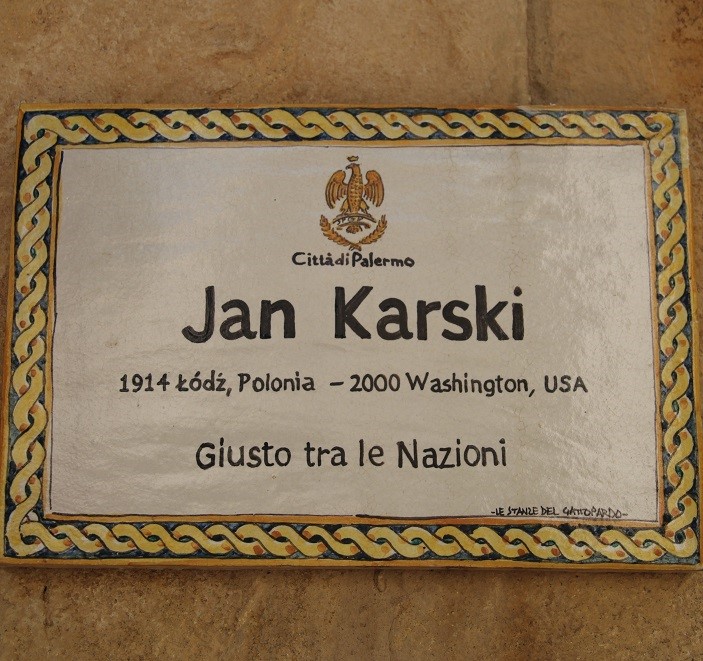 Città di Palermo
Jan Karski
1914 Łódź, Polonia – 2000 Washington, USA
Giusto tra le Nazioni
-LE STANZE DEL GATTOPARDO-